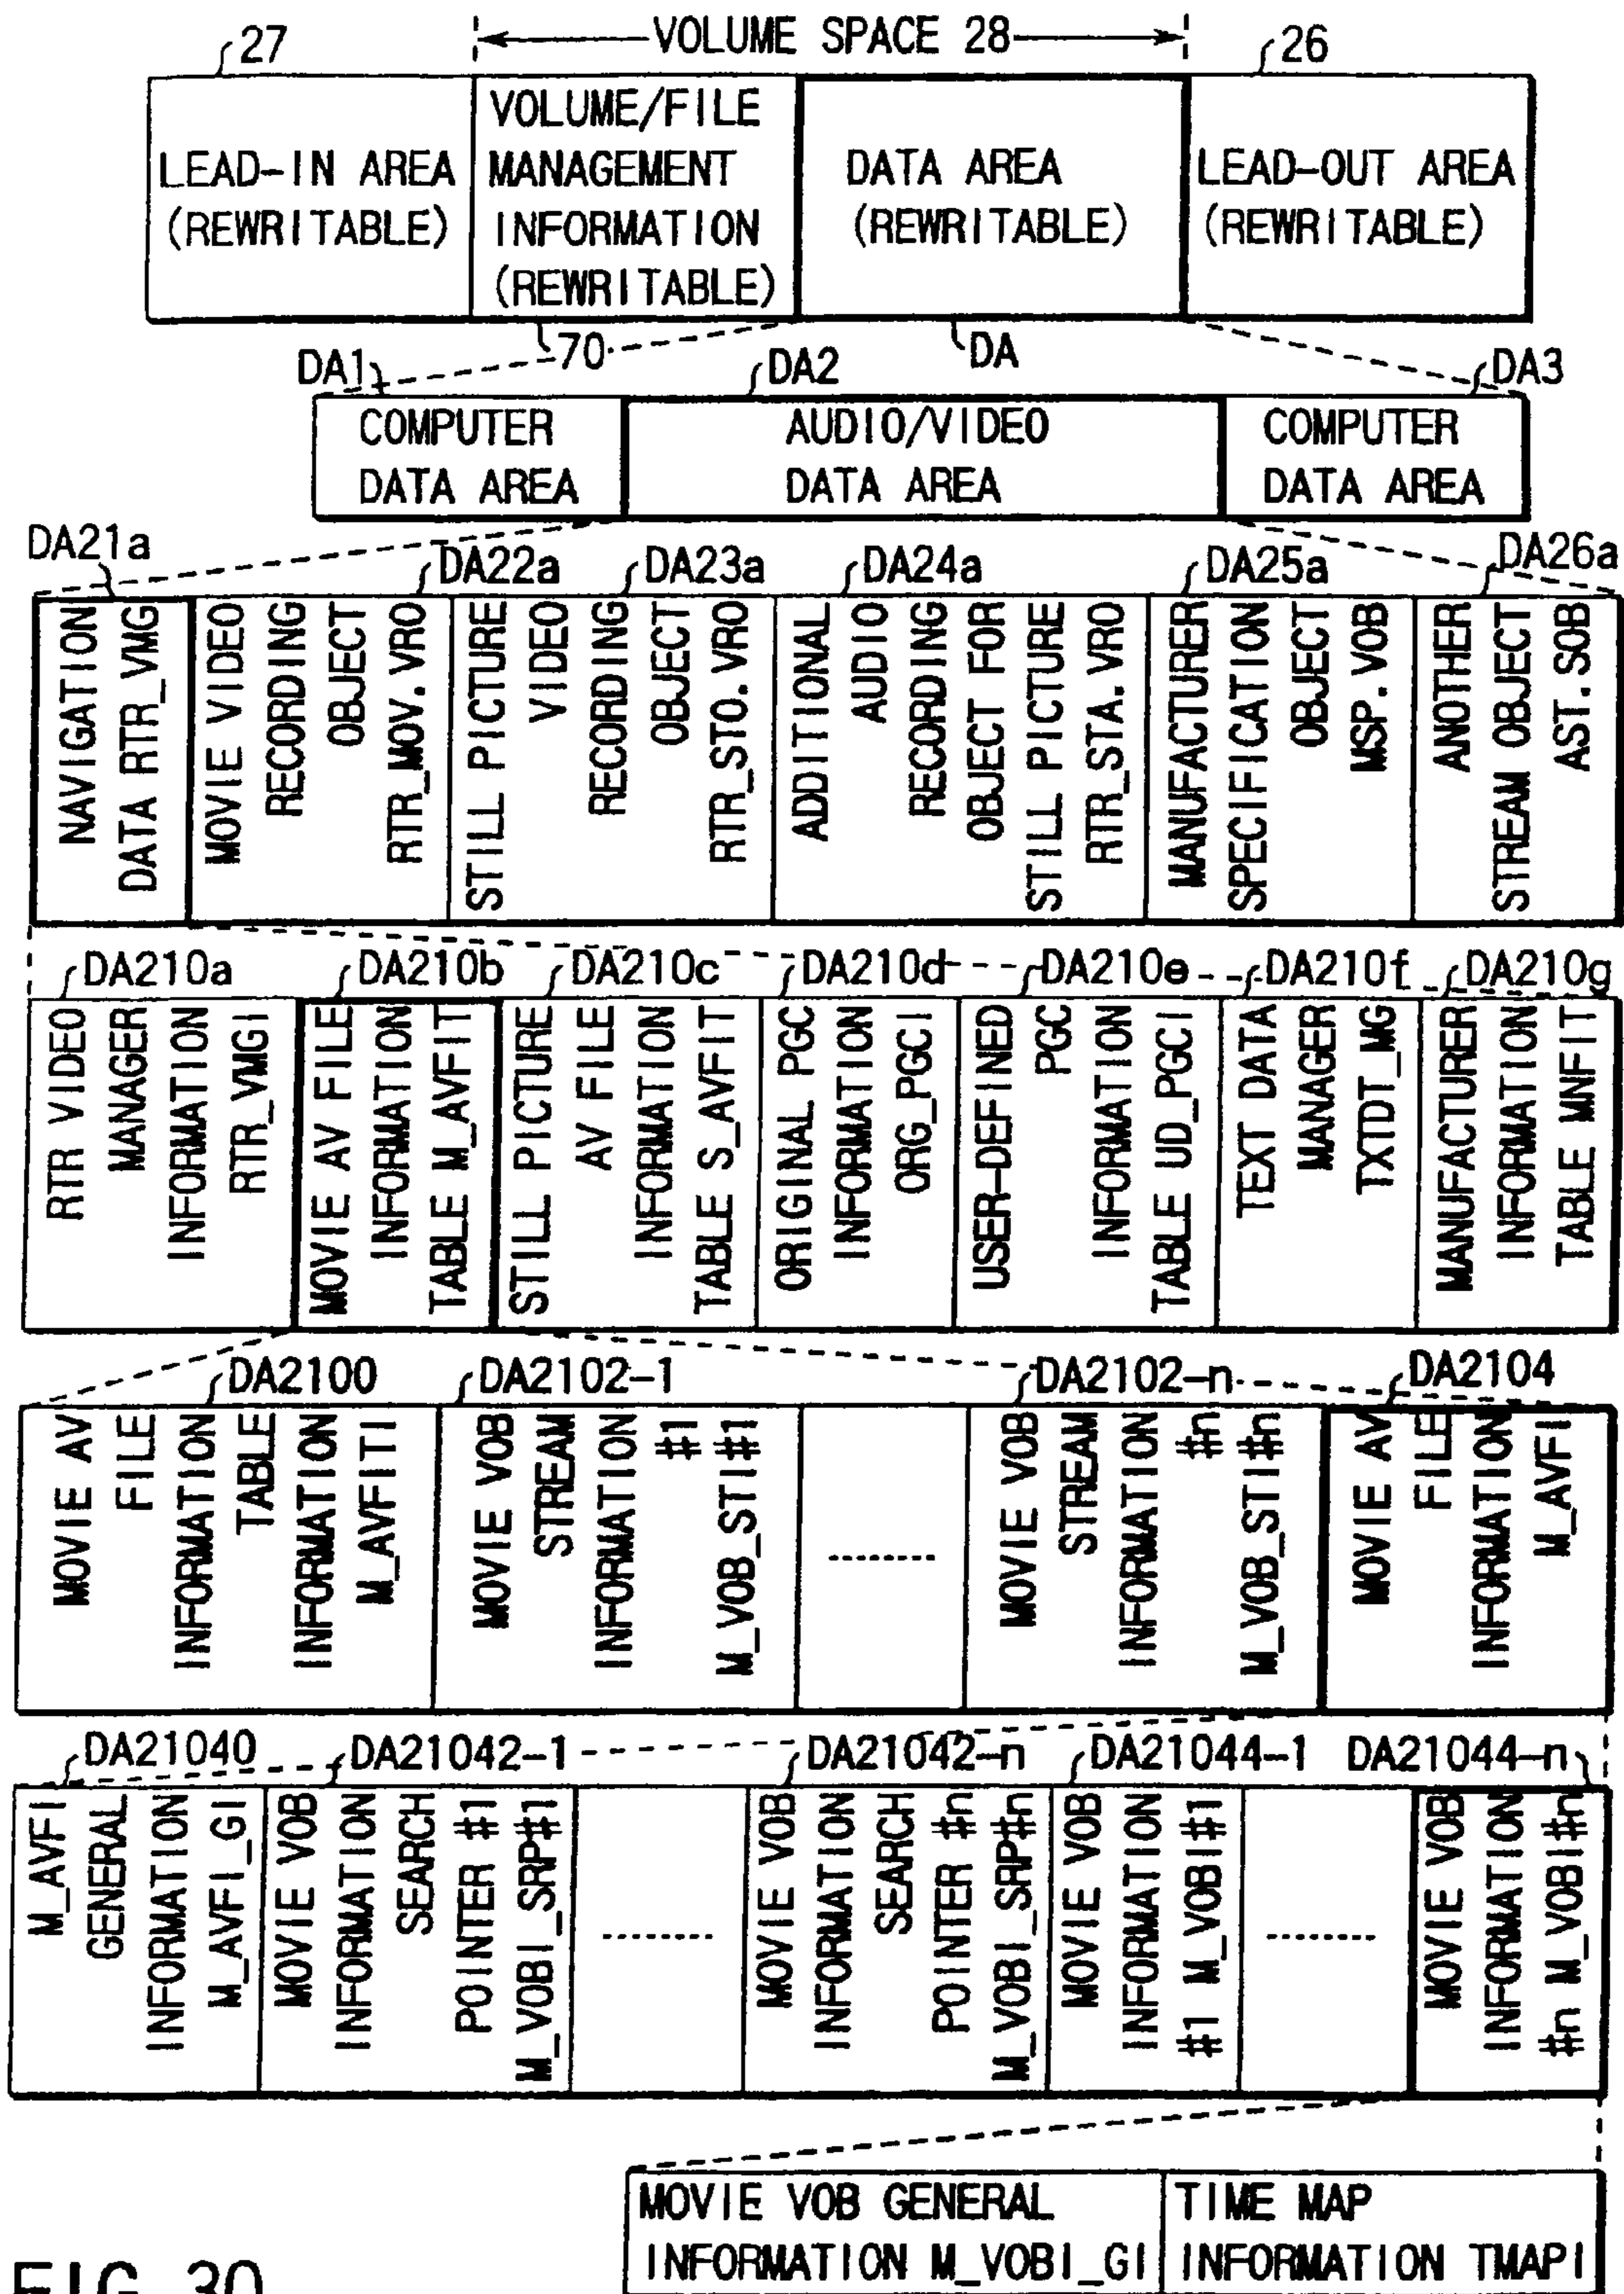 VOLUME SPACE 28
27
26
LEAD-IN AREA
(REWRITABLE)
VOLUME/FILE
MANAGEMENT
INFORMATION
(REWRITABLE)
DATA AREA
(REWRITABLE)
LEAD-OUT AREA
(REWRITABLE)
70
DA
DA1
DA2
DA3
COMPUTER
DATA AREA
AUDIO/VIDEO
DATA AREA
COMPUTER
DATA AREA
DA21a
DA22a
DA23a
DA24a
DA25a
DA26a
NAVIGATION
DATA RTR_VMG
MOVIE VIDEO
RECORDING
OBJECT
RTR_MOV.VRO
STILL PICTURE
VIDEO
RECORDING
OBJECT
RTR_STO.VRO
ADDITIONAL
AUDIO
RECORDING
OBJECT FOR
STILL PICTURE
RTR_STA.VRO
MANUFACTURER
SPECIFICATION
OBJECT
MSP.VOB
ANOTHER
STREAM OBJECT
AST.SOB
DA210a
DA210b
DA210c
DA210d
DA210e
DA210f
DA210g
RTR VIDEO
MANAGER
INFORMATION
RTR_VMGI
MOVIE AV FILE
INFORMATION
TABLE M_AVFIT
STILL PICTURE
AV FILE
INFORMATION
TABLE S_AVFIT
ORIGINAL PGC
INFORMATION
ORG_PGCI
USER-DEFINED
PGC
INFORMATION
TABLE UD_PGCI
TEXT DATA
MANAGER
TXTDT_MG
MANUFACTURER
INFORMATION
TABLE MNFIT
DA2100
DA2102-1
DA2102-n
DA2104
MOVIE AV
FILE
INFORMATION
TABLE
INFORMATION
M_AVFITI
MOVIE VOB
STREAM
INFORMATION
#1
M_VOB_STI#1
MOVIE VOB
STREAM
INFORMATION
#n
M_VOB_STI#n
MOVIE AV
FILE
INFORMATION
M_AVFI
DA21040
DA21042-1
DA21042-n
DA21044-1
DA21044-n
M_AVFI
GENERAL
INFORMATION
M_AVFI_GI
MOVIE VOB
INFORMATION
SEARCH
POINTER #1
M_VOBI_SRP#1
MOVIE VOB
INFORMATION
SEARCH
POINTER #n
M_VOBI_SRP#n
MOVIE VOB
INFORMATION
#1 M_VOBI#1
MOVIE VOB
INFORMATION
#n M_VOBI#n
MOVIE VOB GENERAL
INFORMATION M_VOBI_GI
TIME MAP
INFORMATION TMAPI
FIG. 30